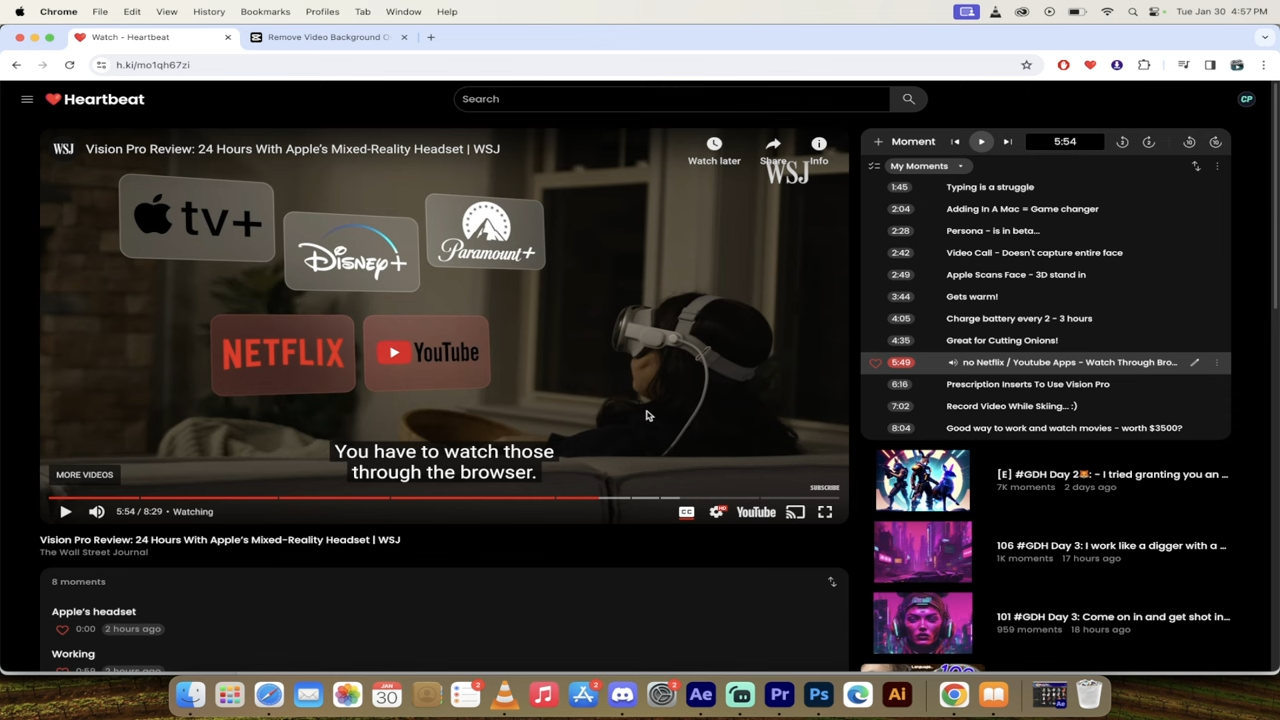 Chrome File Edit View History Bookmarks Profiles Tab Window Help
Tue Jan 30 4:57 PM
Watch - Heartbeat
Remove Video Background
h.ki/mo1qh67zi
Heartbeat
Search
CP
WSJ Vision Pro Review: 24 Hours With Apple's Mixed-Reality Headset | WSJ
Watch later
Share
Info
WSJ
tv+
Disney+
Paramount+
NETFLIX
YouTube
You have to watch those
through the browser.
MORE VIDEOS
SUBSCRIBE
5:54 / 8:29 • Watching
CC
HD
YouTube
Vision Pro Review: 24 Hours With Apple's Mixed-Reality Headset | WSJ
The Wall Street Journal
8 moments
Apple's headset
0:00 2 hours ago
Working
0:59 2 hours ago
+ Moment
5:54
My Moments
1:45 Typing is a struggle
2:04 Adding In A Mac = Game changer
2:28 Persona - is in beta...
2:42 Video Call - Doesn't capture entire face
2:49 Apple Scans Face - 3D stand in
3:44 Gets warm!
4:05 Charge battery every 2 - 3 hours
4:35 Great for Cutting Onions!
5:49 no Netflix / Youtube Apps - Watch Through Bro...
6:16 Prescription Inserts To Use Vision Pro
7:02 Record Video While Skiing... :)
8:04 Good way to work and watch movies - worth $3500?
[E] #GDH Day 2🐯: - I tried granting you an ...
7K moments 2 days ago
106 #GDH Day 3: I work like a digger with a ...
1K moments 17 hours ago
101 #GDH Day 3: Come on in and get shot in...
959 moments 18 hours ago
JAN
30
2
2
2
Ae
Pr
Ps
Ai